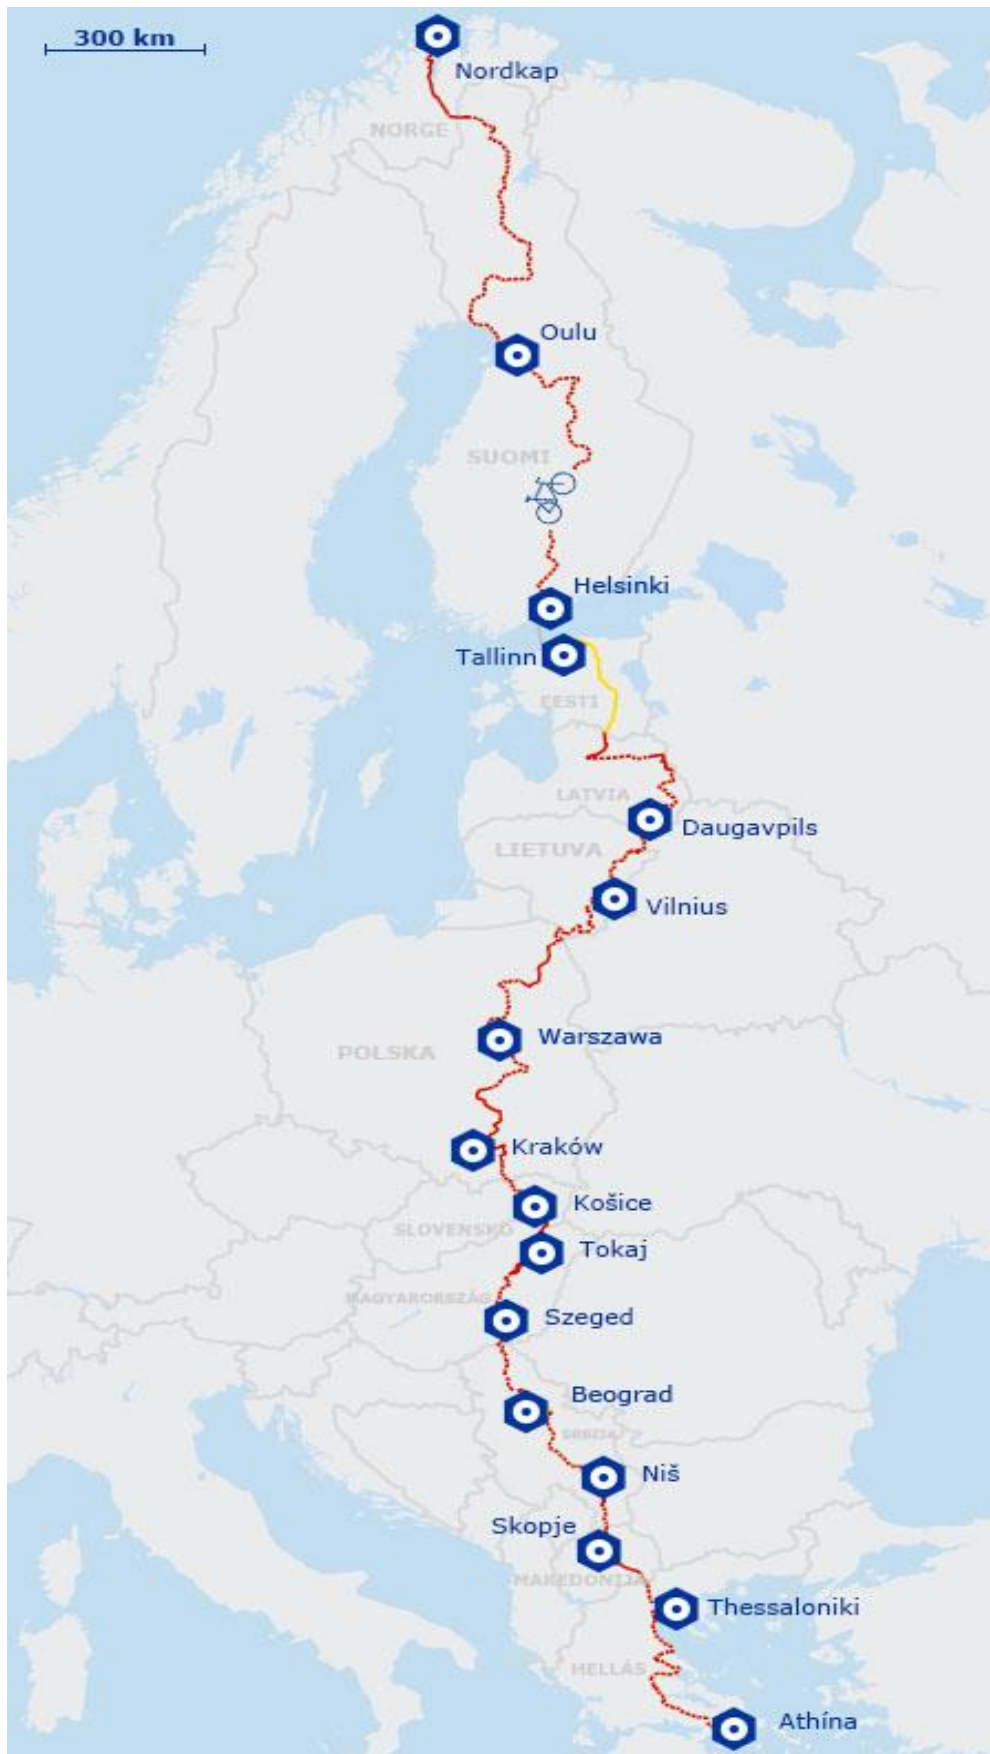 300 km
Nordkap
NORGE
Oulu
SUOMI
Helsinki
Tallinn
EESTI
LATVIA
Daugavpils
LIETUVA
Vilnius
Warszawa
POLSKA
Kraków
Košice
SLOVENSKO
Tokaj
MAGYARORSZÁG
Szeged
Beograd
SRBIJA
Niš
Skopje
MAKEDONIJA
Thessaloniki
HELLÁS
Athína